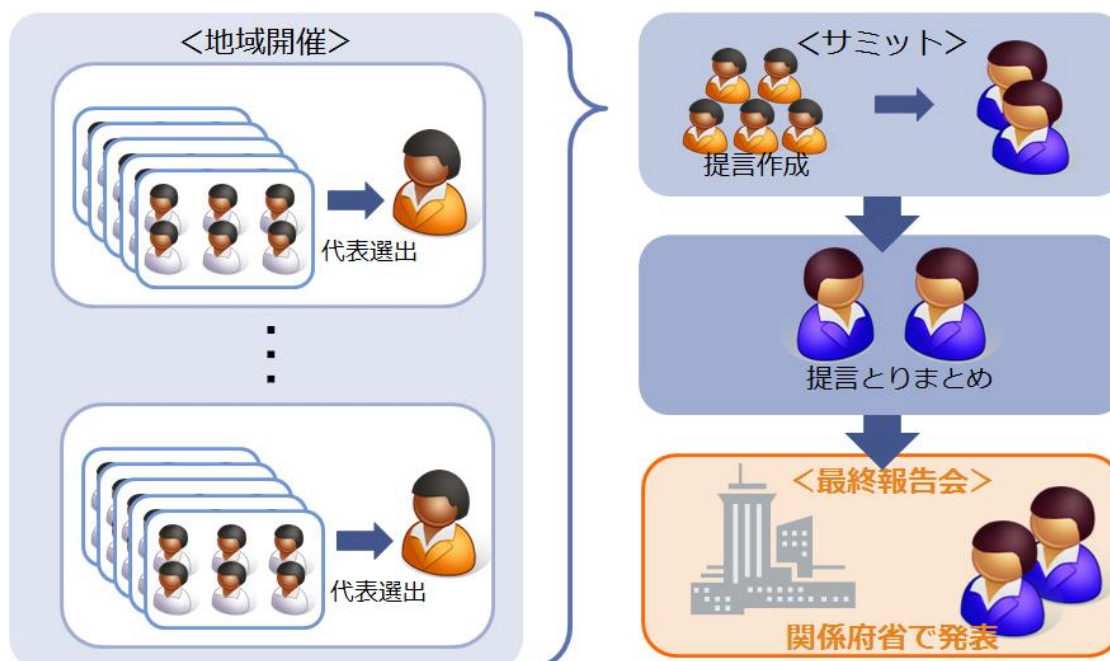 <地域開催>
代表選出
代表選出
<サミット>
提言作成
提言とりまとめ
<最終報告会>
関係府省で発表